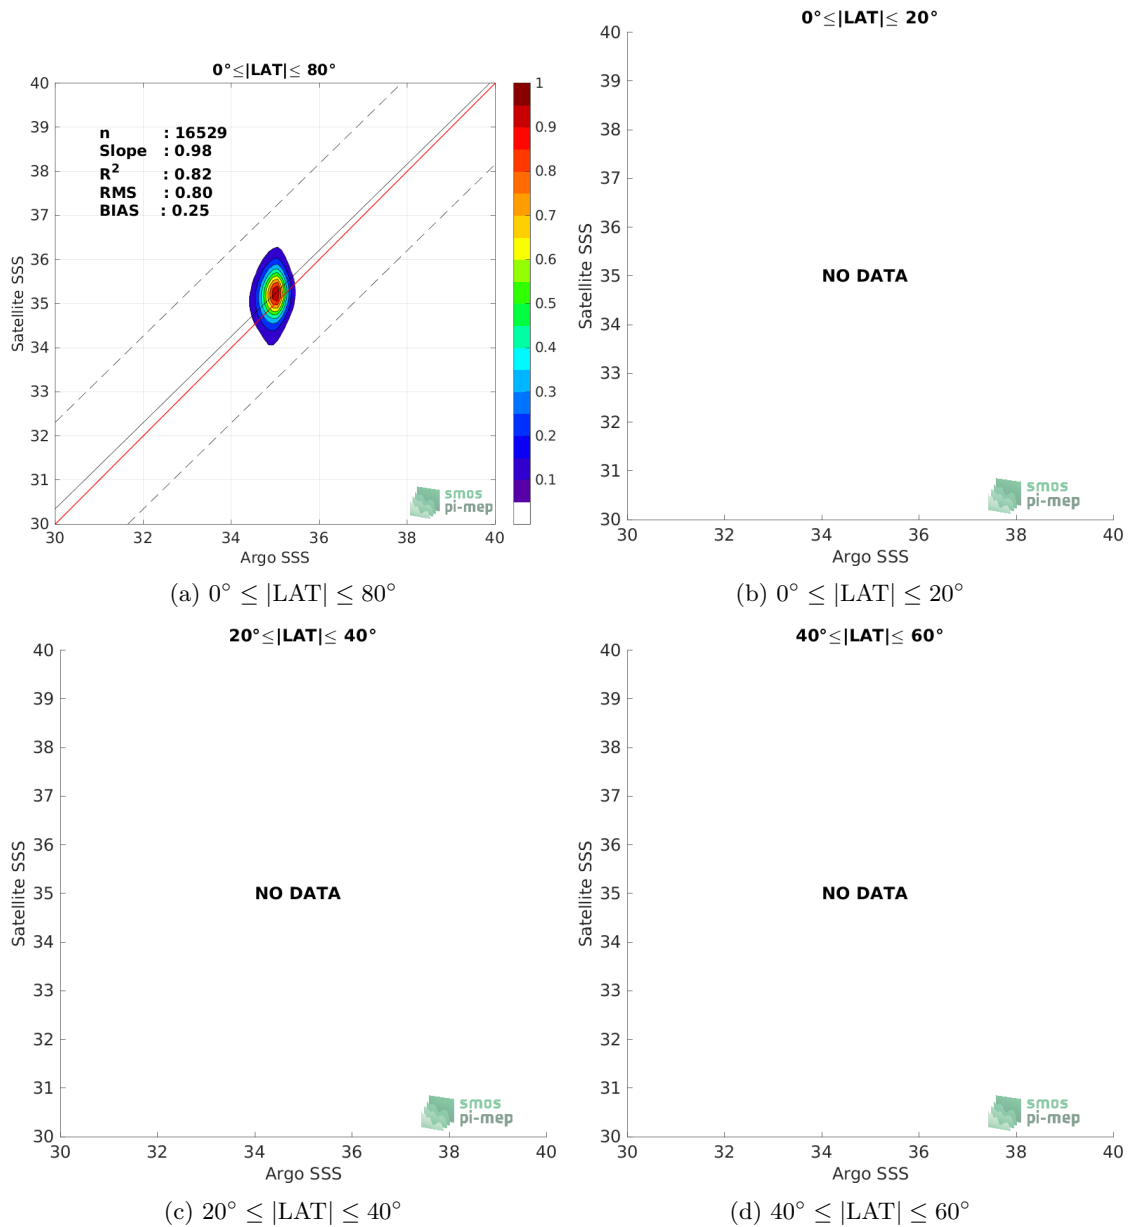 0°≤|LAT|≤ 80°
40
39
38
37
36
35
34
33
32
31
30
Satellite SSS
n : 16529
Slope : 0.98
R² : 0.82
RMS : 0.80
BIAS : 0.25
smos
pi-mep
30 32 34 36 38 40
Argo SSS
1
0.9
0.8
0.7
0.6
0.5
0.4
0.3
0.2
0.1
(a) 0° ≤ |LAT| ≤ 80°
0°≤|LAT|≤ 20°
40
39
38
37
36
35
34
33
32
31
30
Satellite SSS
NO DATA
smos
pi-mep
30 32 34 36 38 40
Argo SSS
(b) 0° ≤ |LAT| ≤ 20°
20°≤|LAT|≤ 40°
40
39
38
37
36
35
34
33
32
31
30
Satellite SSS
NO DATA
smos
pi-mep
30 32 34 36 38 40
Argo SSS
(c) 20° ≤ |LAT| ≤ 40°
40°≤|LAT|≤ 60°
40
39
38
37
36
35
34
33
32
31
30
Satellite SSS
NO DATA
smos
pi-mep
30 32 34 36 38 40
Argo SSS
(d) 40° ≤ |LAT| ≤ 60°